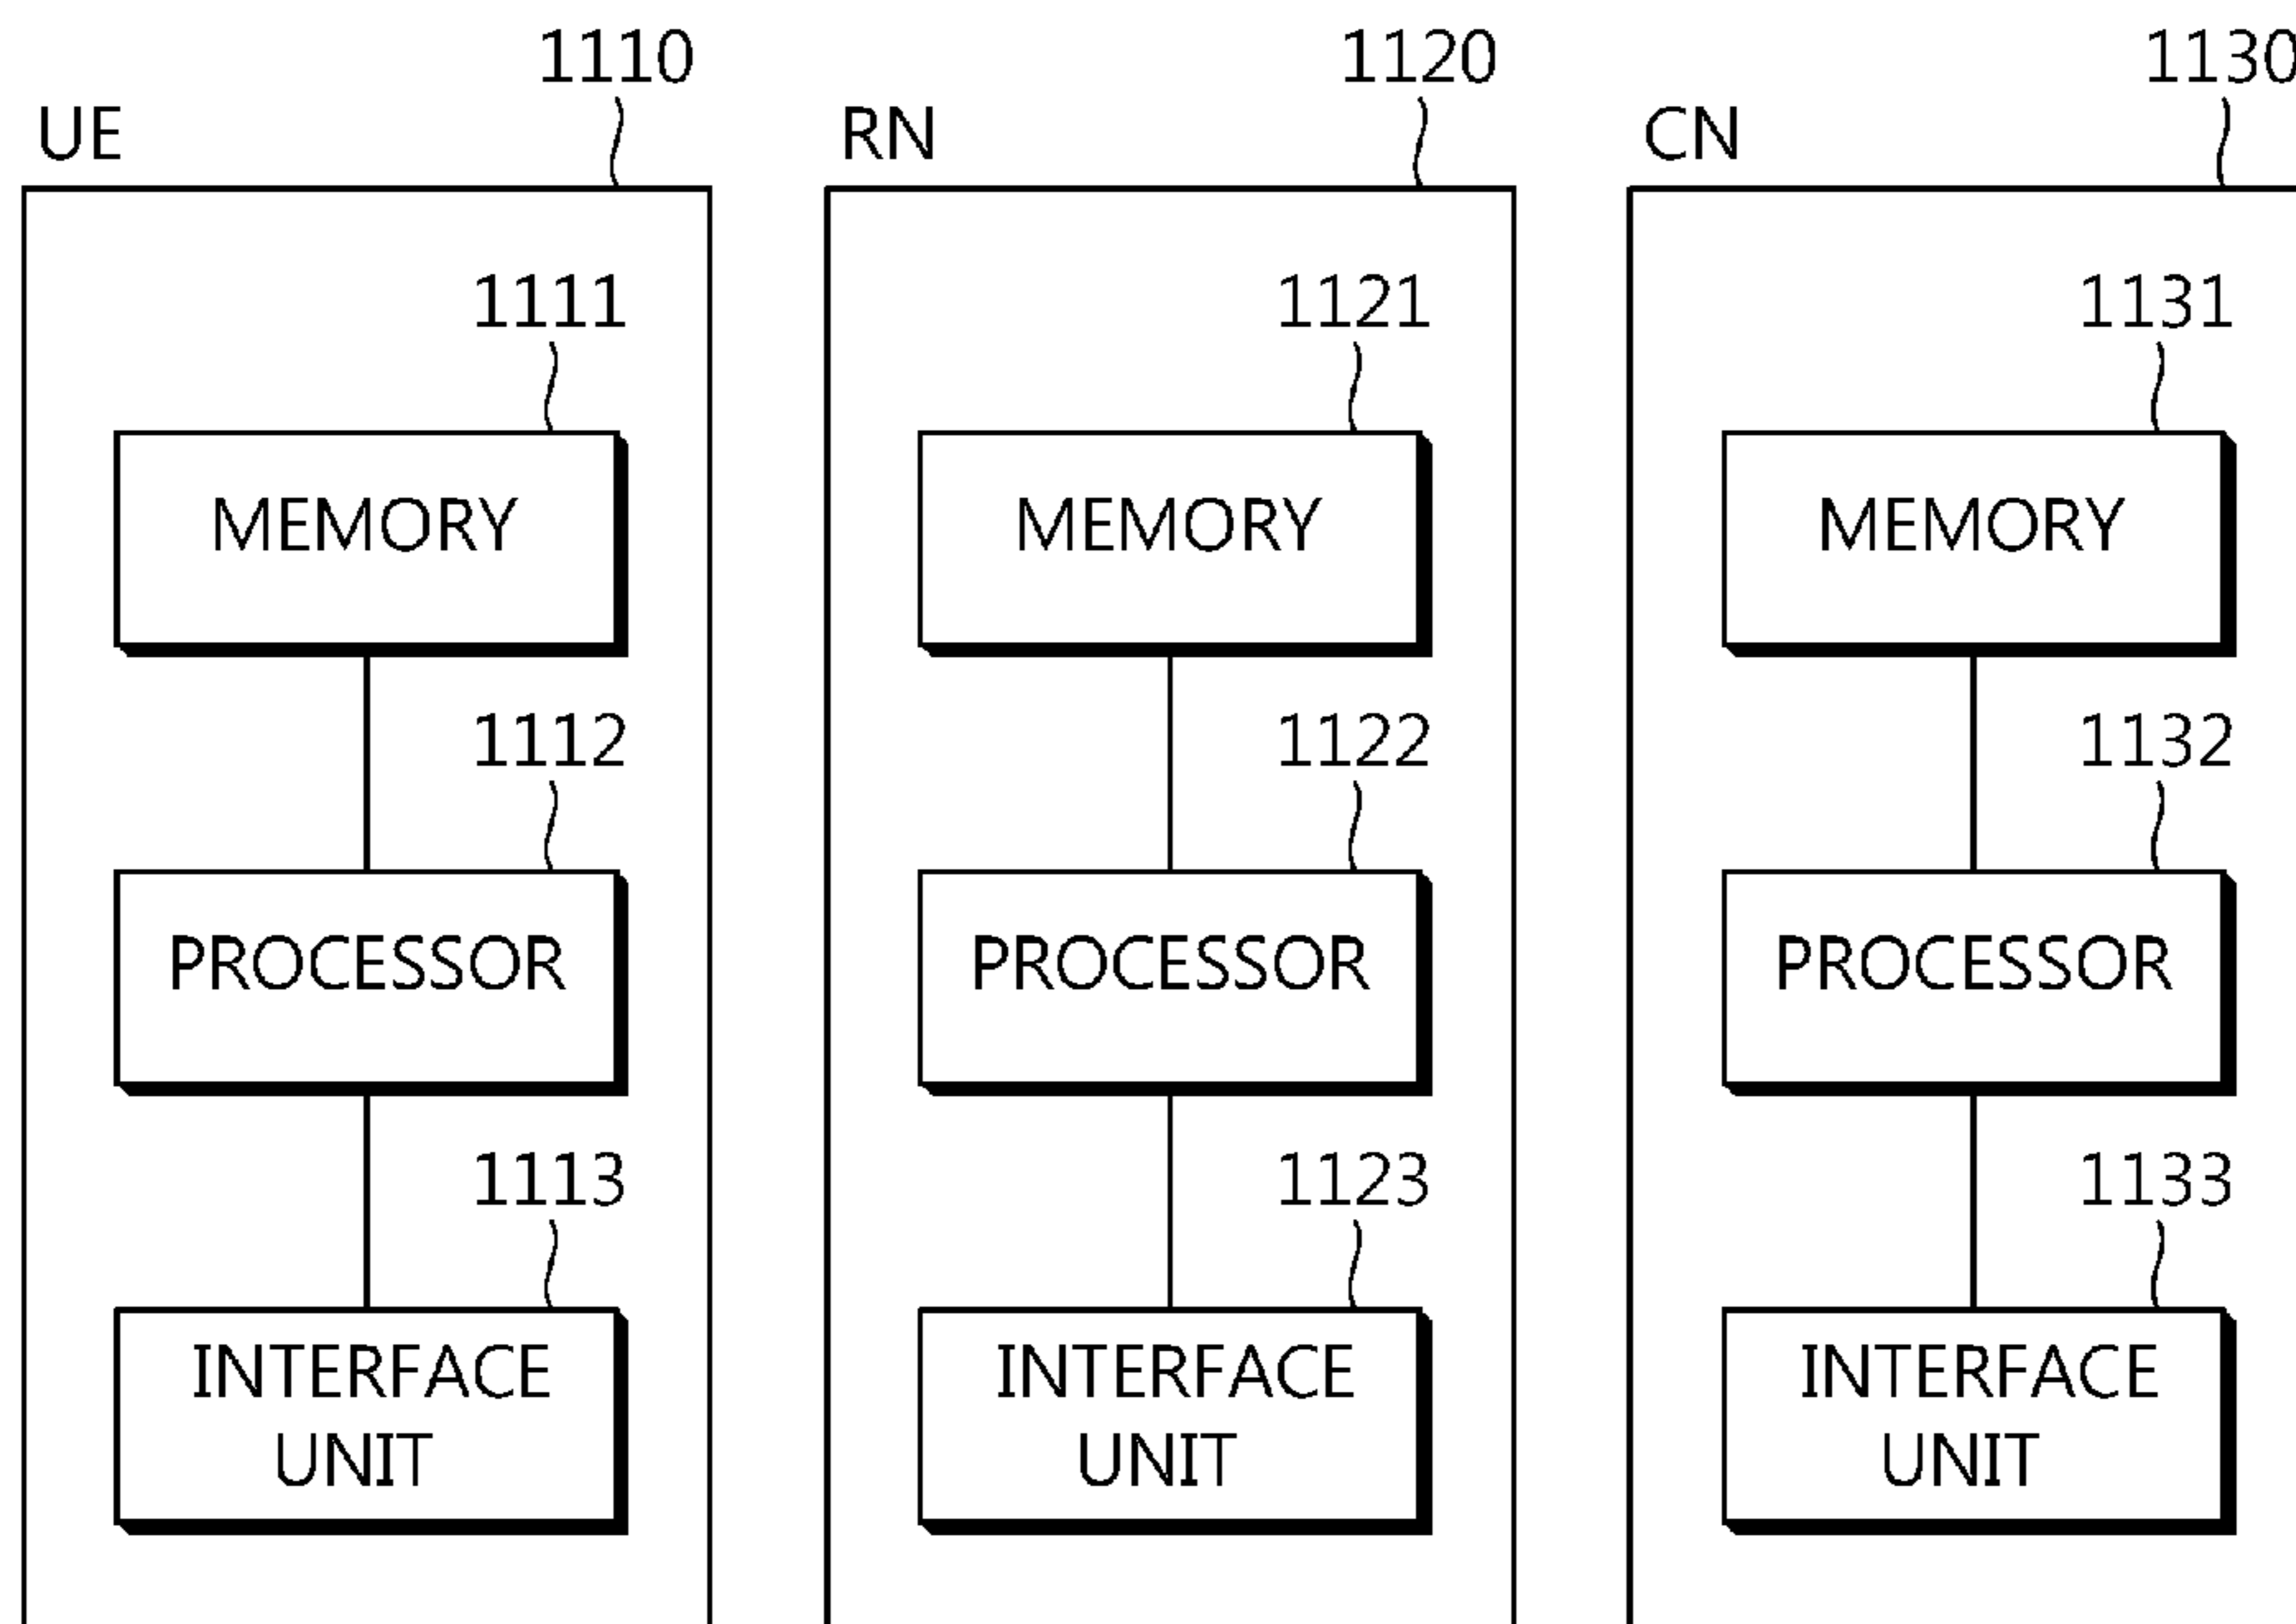 1110
1120
1130
UE
RN
CN
1111
1121
1131
MEMORY
MEMORY
MEMORY
1112
1122
1132
PROCESSOR
PROCESSOR
PROCESSOR
1113
1123
1133
INTERFACE
UNIT
INTERFACE
UNIT
INTERFACE
UNIT